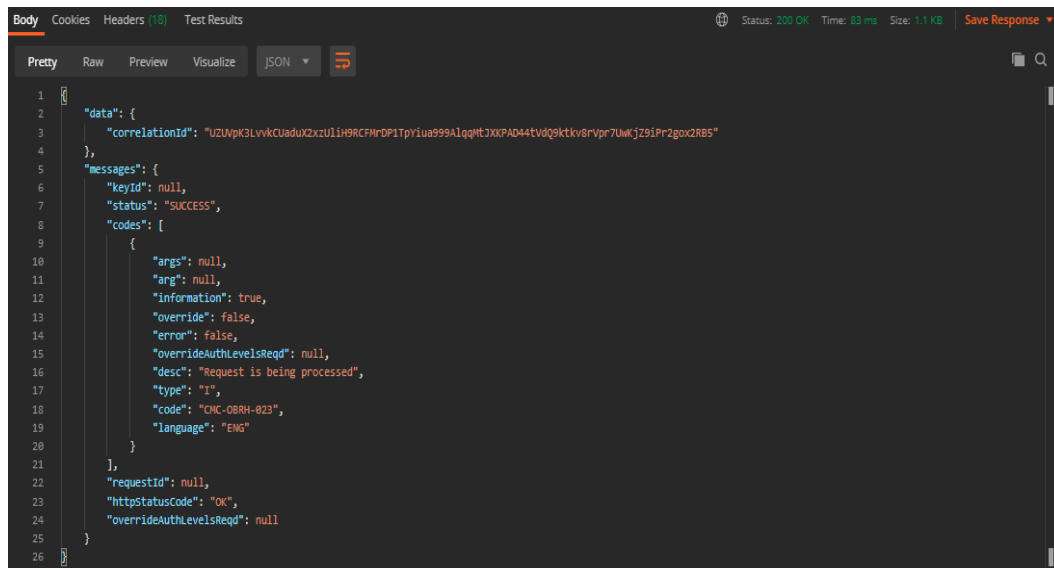 Body Cookies Headers (18) Test Results Status: 200 OK Time: 83 ms Size: 1.1 KB Save Response
Pretty Raw Preview Visualize JSON
1 {
2 "data": {
3 "correlationId": "UZUVpK3LvvkCUaduX2xzUliH9RCFMrDP1TpYiua999AlqqMtJXKPAD44tVdQ9ktkv8rVpr7UwKjZ9iPr2gox2RB5"
4 },
5 "messages": {
6 "keyId": null,
7 "status": "SUCCESS",
8 "codes": [
9 {
10 "args": null,
11 "arg": null,
12 "information": true,
13 "override": false,
14 "error": false,
15 "overrideAuthLevelsReqd": null,
16 "desc": "Request is being processed",
17 "type": "I",
18 "code": "CMC-OBRH-023",
19 "language": "ENG"
20 }
21 ],
22 "requestId": null,
23 "httpStatusCode": "OK",
24 "overrideAuthLevelsReqd": null
25 }
26 }